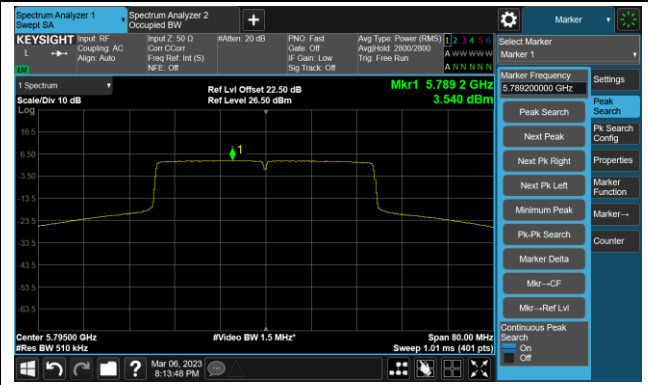 Spectrum Analyzer 1
Swept SA
Spectrum Analyzer 2
Occupied BW
Marker
KEYSIGHT
L
Input: RF
Coupling: AC
Align: Auto
Input Z: 50 Ω
Corr CCorr
Freq Ref: Int (S)
NFE: Off
#Atten: 20 dB
PNO: Fast
Gate: Off
IF Gain: Low
Sig Track: Off
Avg Type: Power (RMS)
Avg|Hold: 2800/2800
Trig: Free Run
1 2 3 4 5 6
A W W W W W
A N N N N N
Select Marker
Marker 1
1 Spectrum
Scale/Div 10 dB
Log
Ref Lvl Offset 22.50 dB
Ref Level 26.50 dBm
Mkr1 5.789 2 GHz
3.540 dBm
16.5
6.50
-3.50
-13.5
-23.5
-33.5
-43.5
-53.5
-63.5
1
Center 5.79500 GHz
#Res BW 510 kHz
#Video BW 1.5 MHz*
Span 80.00 MHz
Sweep 1.01 ms (401 pts)
Marker Frequency
5.789200000 GHz
Peak Search
Next Peak
Next Pk Right
Next Pk Left
Minimum Peak
Pk-Pk Search
Marker Delta
Mkr→CF
Mkr→Ref Lvl
Continuous Peak
Search
On
Off
Settings
Peak
Search
Pk Search
Config
Properties
Marker
Function
Marker→
Counter
?
Mar 06, 2023
8:13:48 PM